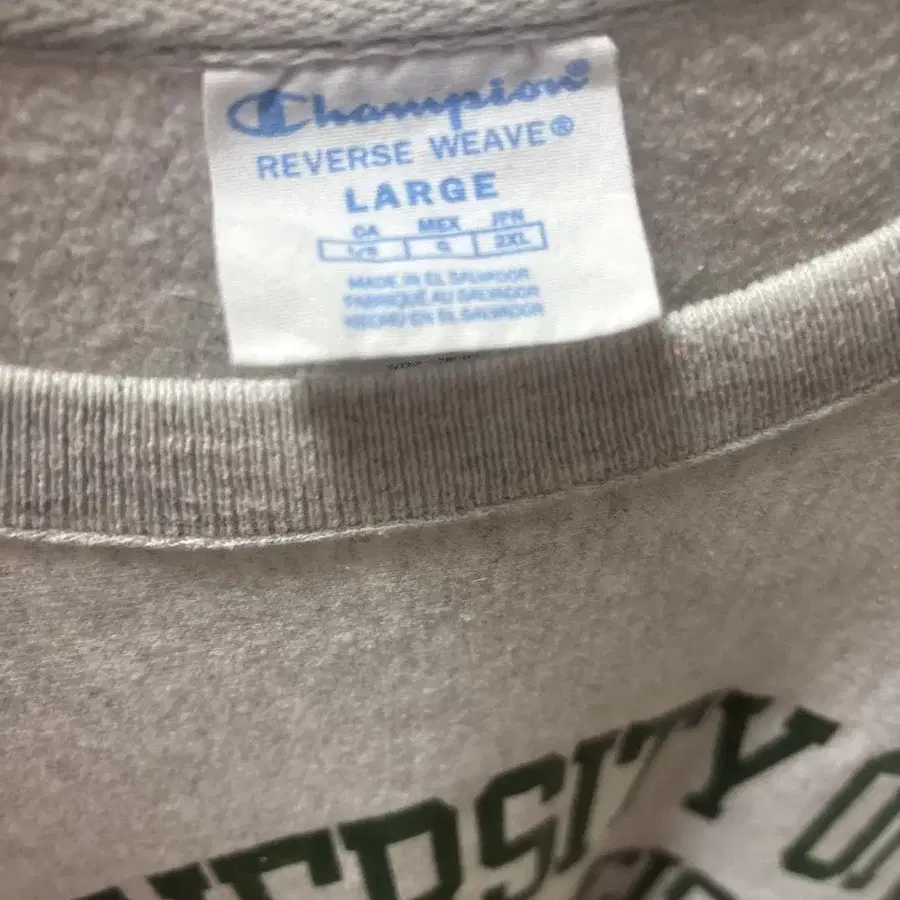 Champion®
REVERSE WEAVE®
LARGE
CA MEX JPN
2XL
MADE IN EL SALVADOR
FABRIQUÉ AU SALVADOR
HECHO EN EL SALVADOR
VERSITY O